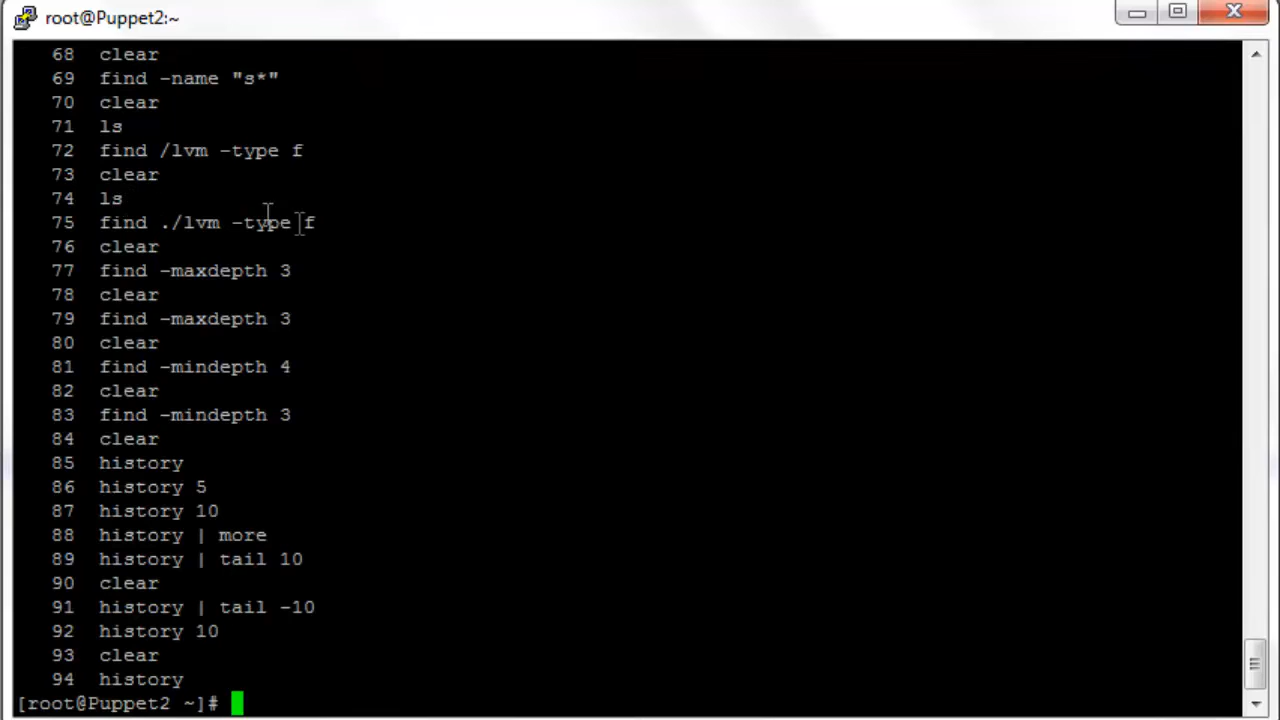 root@Puppet2:~
68 clear
69 find -name "s*"
70 clear
71 ls
72 find /lvm -type f
73 clear
74 ls
75 find ./lvm -type f
76 clear
77 find -maxdepth 3
78 clear
79 find -maxdepth 3
80 clear
81 find -mindepth 4
82 clear
83 find -mindepth 3
84 clear
85 history
86 history 5
87 history 10
88 history | more
89 history | tail 10
90 clear
91 history | tail -10
92 history 10
93 clear
94 history
[root@Puppet2 ~]#